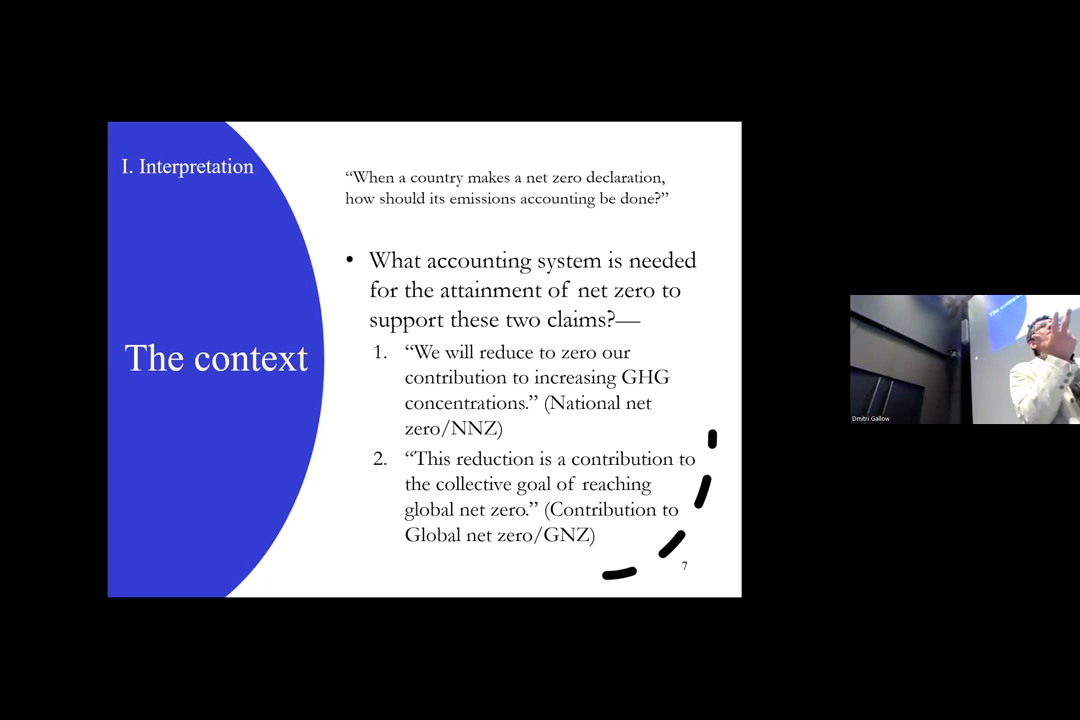 I. Interpretation
The context
“When a country makes a net zero declaration,
how should its emissions accounting be done?”
• What accounting system is needed
for the attainment of net zero to
support these two claims?—
1. “We will reduce to zero our
contribution to increasing GHG
concentrations.” (National net
zero/NNZ)
2. “This reduction is a contribution to
the collective goal of reaching
global net zero.” (Contribution to
Global net zero/GNZ)
7
The context
Dmitri Gallow